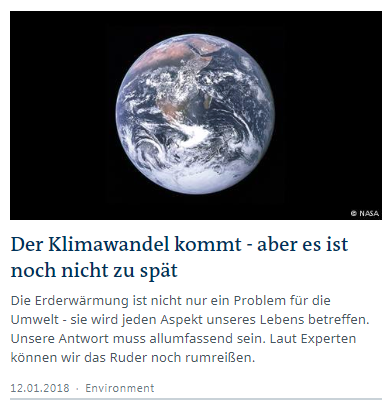 © NASA
Der Klimawandel kommt - aber es ist
noch nicht zu spät
Die Erderwärmung ist nicht nur ein Problem für die
Umwelt - sie wird jeden Aspekt unseres Lebens betreffen.
Unsere Antwort muss allumfassend sein. Laut Experten
können wir das Ruder noch rumreißen.
12.01.2018 · Environment